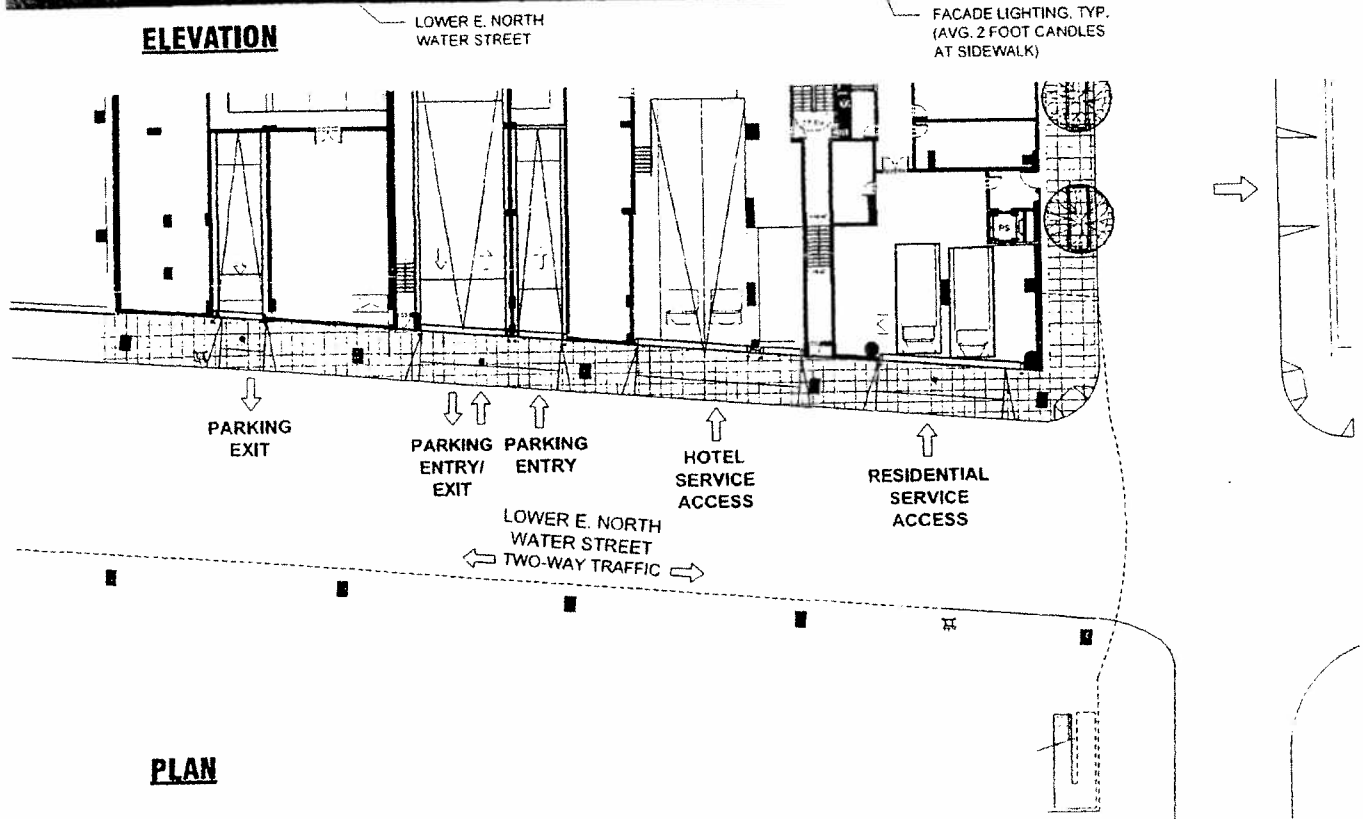 LOWER E. NORTH
WATER STREET
FACADE LIGHTING. TYP.
(AVG. 2 FOOT CANDLES
AT SIDEWALK)
ELEVATION
PS
PARKING
EXIT
PARKING
ENTRY/
EXIT
PARKING
ENTRY
HOTEL
SERVICE
ACCESS
RESIDENTIAL
SERVICE
ACCESS
LOWER E. NORTH
WATER STREET
TWO-WAY TRAFFIC
PLAN